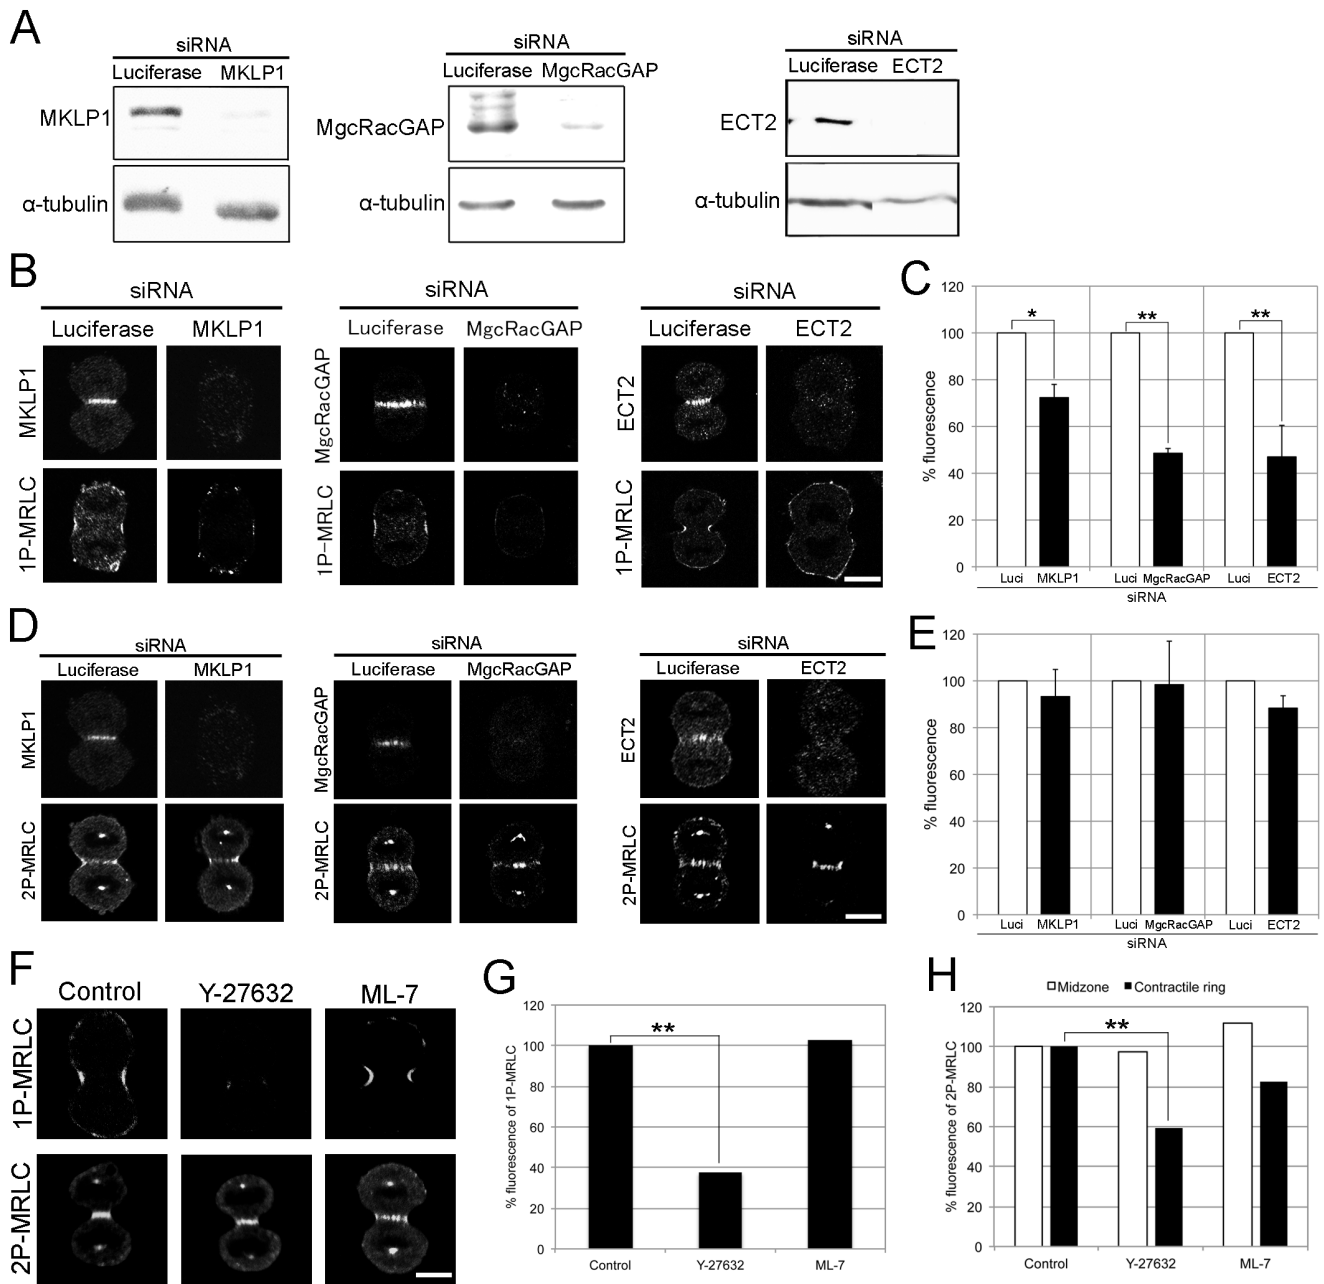 A
siRNA
Luciferase MKLP1
MKLP1
α-tubulin
siRNA
Luciferase MgcRacGAP
MgcRacGAP
α-tubulin
siRNA
Luciferase ECT2
ECT2
α-tubulin
B
siRNA
Luciferase MKLP1
MKLP1
1P-MRLC
siRNA
Luciferase MgcRacGAP
MgcRacGAP
1P-MRLC
siRNA
Luciferase ECT2
ECT2
1P-MRLC
C
% fluorescence
120
100
80
60
40
20
0
*
**
**
Luci MKLP1 Luci MgcRacGAP Luci ECT2
siRNA
D
siRNA
Luciferase MKLP1
MKLP1
2P-MRLC
siRNA
Luciferase MgcRacGAP
MgcRacGAP
2P-MRLC
siRNA
Luciferase ECT2
ECT2
2P-MRLC
E
% fluorescence
120
100
80
60
40
20
0
Luci MKLP1 Luci MgcRacGAP Luci ECT2
siRNA
F
Control Y-27632 ML-7
1P-MRLC
2P-MRLC
G
% fluorescence of 1P-MRLC
120
100
80
60
40
20
0
**
Control Y-27632 ML-7
H
Midzone Contractile ring
% fluorescence of 2P-MRLC
120
100
80
60
40
20
0
**
Control Y-27632 ML-7